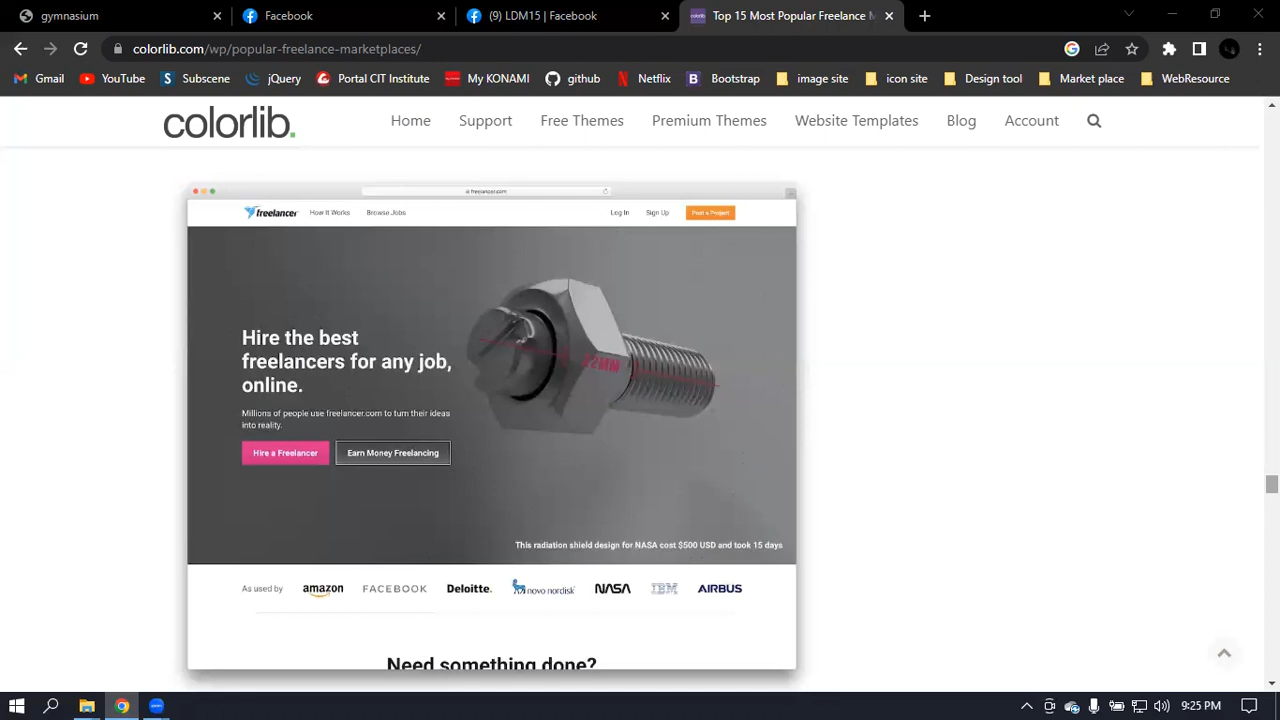 gymnasium
Facebook
(9) LDM15 | Facebook
Top 15 Most Popular Freelance M
colorlib.com/wp/popular-freelance-marketplaces/
Gmail
YouTube
Subscene
jQuery
Portal CIT Institute
My KONAMI
github
Netflix
Bootstrap
image site
icon site
Design tool
Market place
WebResource
colorlib.
Home
Support
Free Themes
Premium Themes
Website Templates
Blog
Account
freelancer.com
freelancer
How It Works
Browse Jobs
Log In
Sign Up
Post a Project
Hire the best
freelancers for any job,
online.
Millions of people use freelancer.com to turn their ideas
into reality.
Hire a Freelancer
Earn Money Freelancing
This radiation shield design for NASA cost $500 USD and took 15 days
As used by
amazon
FACEBOOK
Deloitte.
novo nordisk
NASA
IBM
AIRBUS
Need something done?
9:25 PM